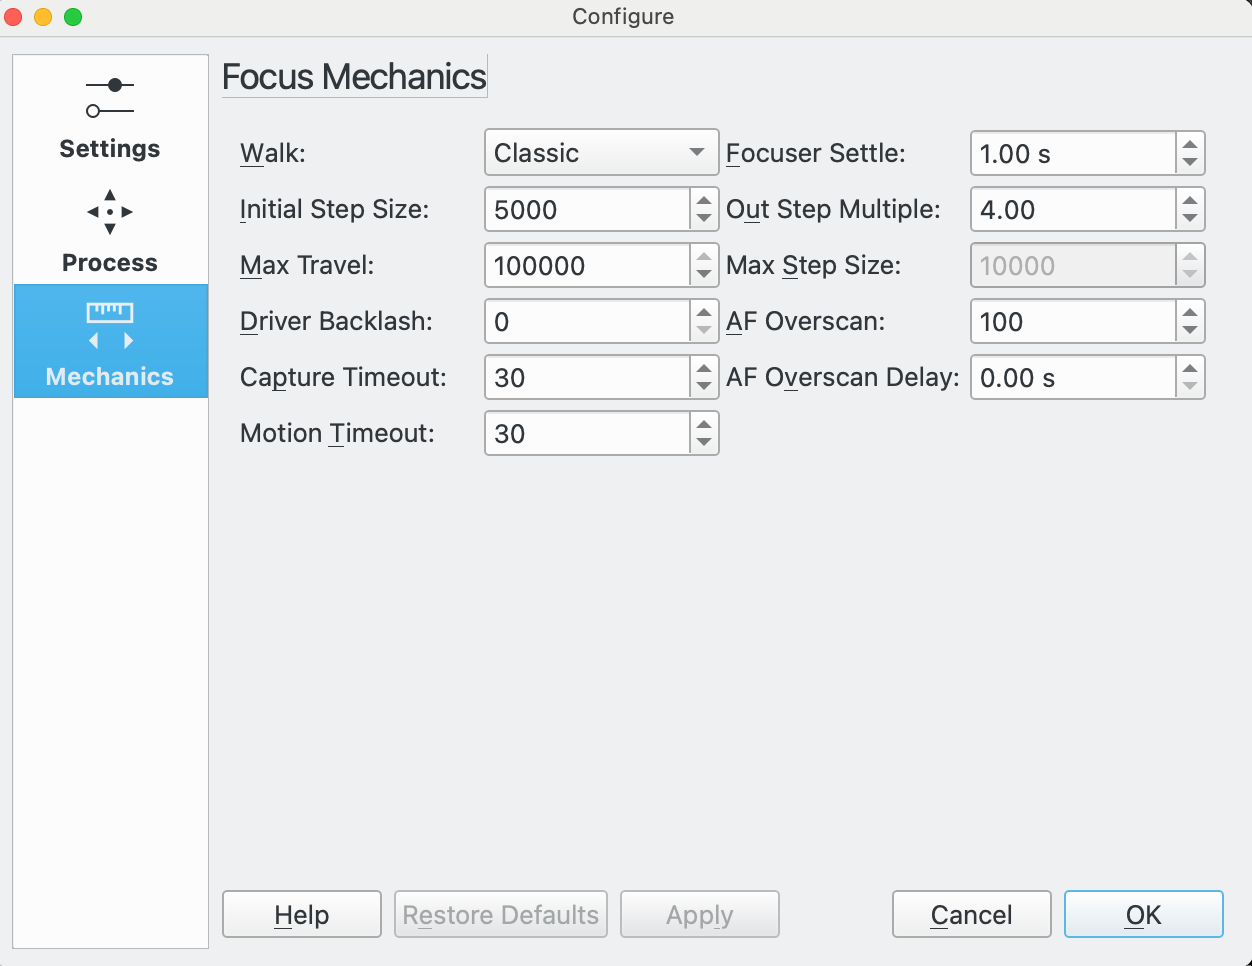 Configure
Settings
Process
Mechanics
Focus Mechanics
Walk: Classic Focuser Settle: 1.00 s
Initial Step Size: 5000 Out Step Multiple: 4.00
Max Travel: 100000 Max Step Size: 10000
Driver Backlash: 0 AF Overscan: 100
Capture Timeout: 30 AF Overscan Delay: 0.00 s
Motion Timeout: 30
Help Restore Defaults Apply Cancel OK